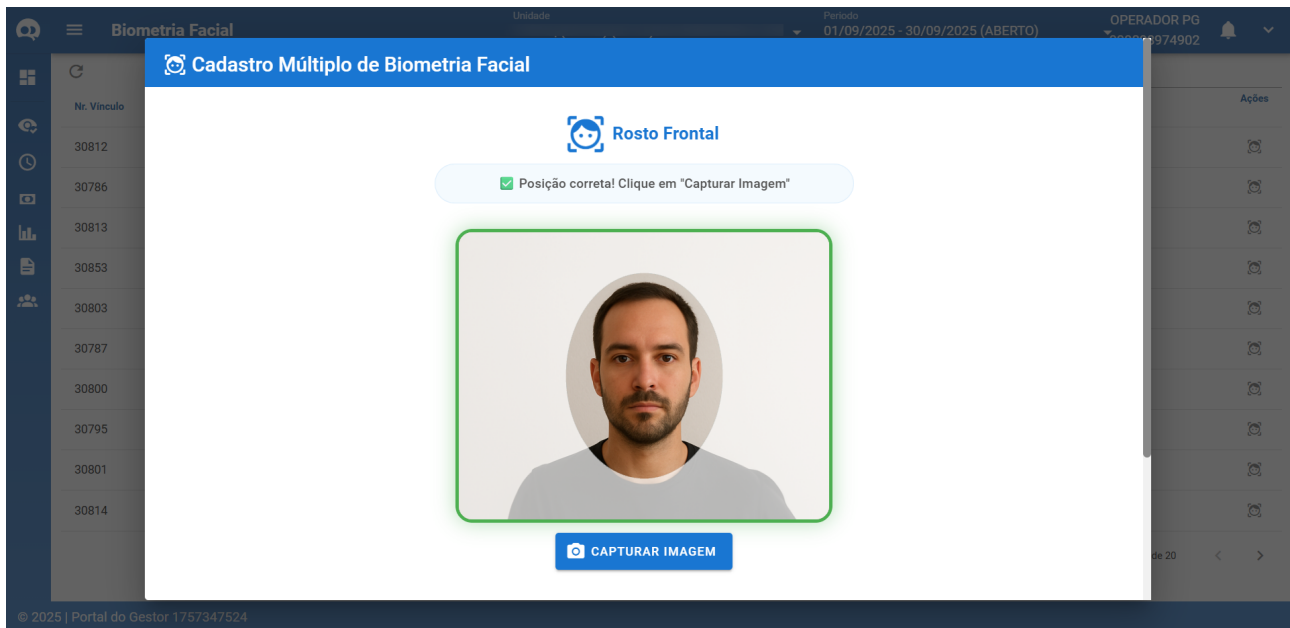 Unidade
Período
OPERADOR PG
Biometria Facial
01/09/2025 - 30/09/2025 (ABERTO)
Cadastro Múltiplo de Biometria Facial
Nr. Vínculo
Ações
Rosto Frontal
30812
30786
Posição correta! Clique em "Capturar Imagem"
30813
30853
30803
30787
30800
30795
30801
30814
CAPTURAR IMAGEM
de 20
© 2025 | Portal do Gestor 1757347524